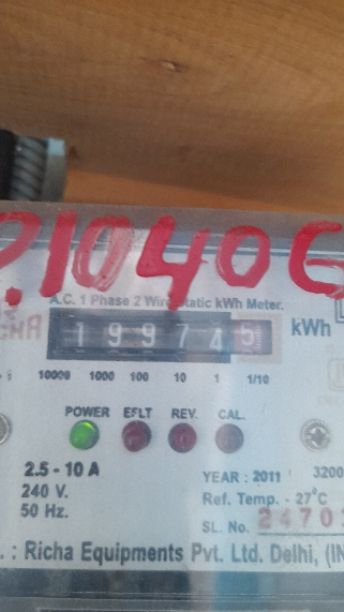 P.1040G
A.C. 1 Phase 2 Wire Static kWh Meter.
199745 kWh
10000 1000 100 10 1 1/10
POWER EFLT REV. CAL.
2.5 - 10 A
240 V.
50 Hz.
YEAR : 2011 3200
Ref. Temp. - 27°C
SL. No. 2470
. : Richa Equipments Pvt. Ltd. Delhi, (IN